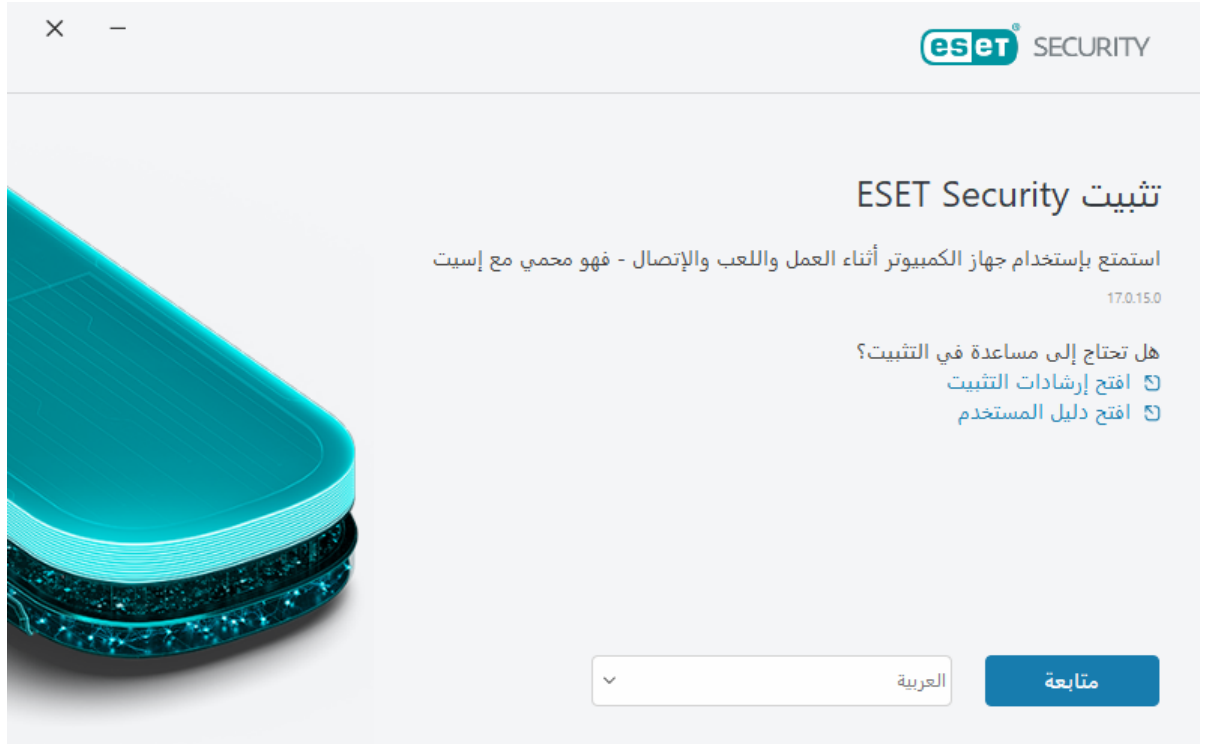 eset® SECURITY
تثبيت ESET Security
استمتع بإستخدام جهاز الكمبيوتر أثناء العمل واللعب والإتصال - فهو محمي مع إسيت
17.0.15.0
هل تحتاج إلى مساعدة في التثبيت؟
افتح إرشادات التثبيت
افتح دليل المستخدم
متابعة
العربية